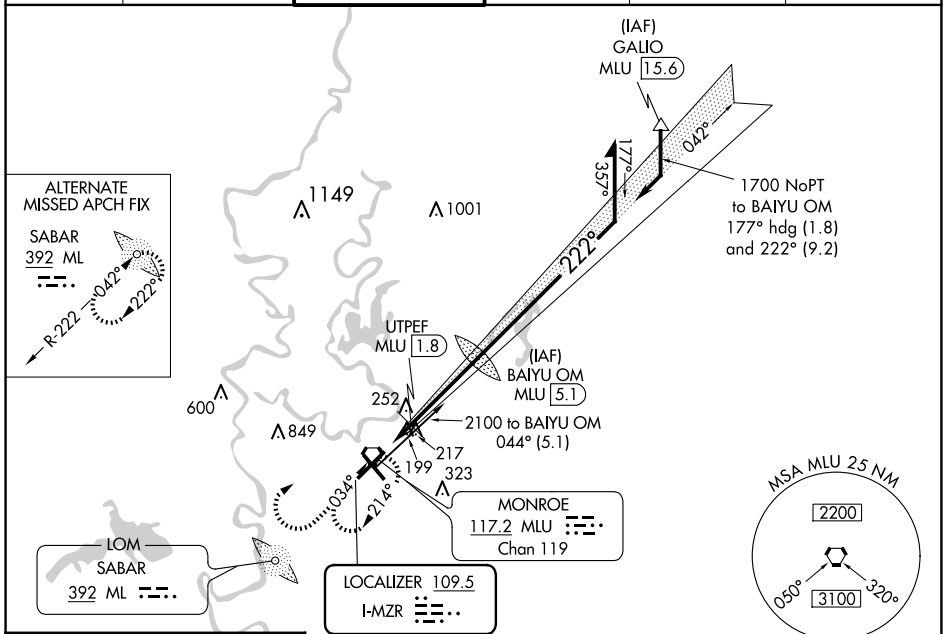 (IAF)
GALIO
MLU 15.6
042°
177°
357°
1700 NoPT
to BAIYU OM
177° hdg (1.8)
and 222° (9.2)
ALTERNATE
MISSED APCH FIX
SABAR
392 ML
042°
222°
R-222
1149
1001
222°
UTPEF
MLU 1.8
(IAF)
BAIYU OM
MLU 5.1
600
252
849
2100 to BAIYU OM
044° (5.1)
217
199
323
034°
214°
MONROE
117.2 MLU
Chan 119
LOM
SABAR
392 ML
LOCALIZER 109.5
I-MZR
MSA MLU 25 NM
2200
050°
320°
3100